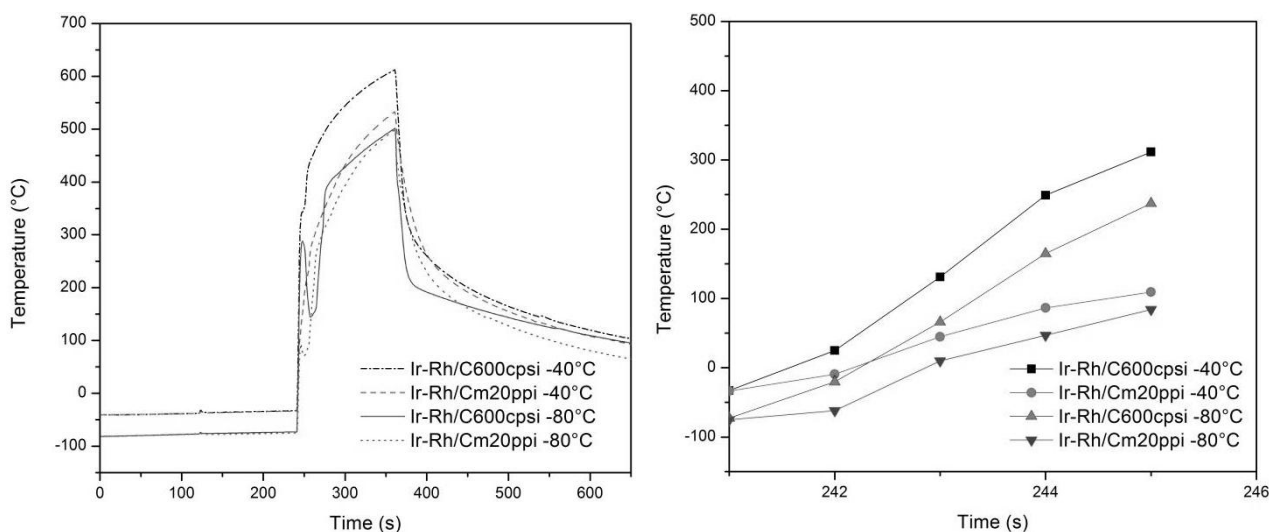 700
600
500
400
300
200
100
0
-100
Temperature (°C)
Ir-Rh/C600cpsi -40°C
Ir-Rh/Cm20ppi -40°C
Ir-Rh/C600cpsi -80°C
Ir-Rh/Cm20ppi -80°C
0 100 200 300 400 500 600
Time (s)
500
400
300
200
100
0
-100
Temperature (°C)
Ir-Rh/C600cpsi -40°C
Ir-Rh/Cm20ppi -40°C
Ir-Rh/C600cpsi -80°C
Ir-Rh/Cm20ppi -80°C
242 244 246
Time (s)